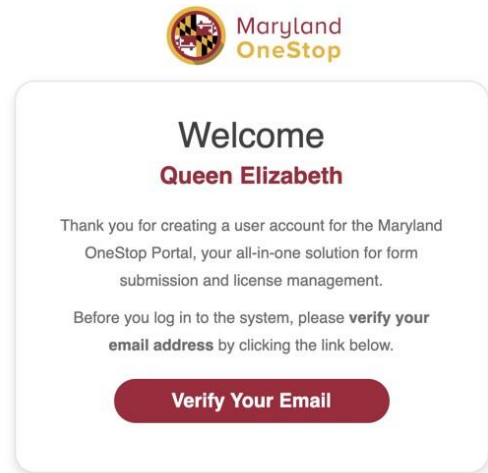 Maryland
OneStop
Welcome
Queen Elizabeth
Thank you for creating a user account for the Maryland
OneStop Portal, your all-in-one solution for form
submission and license management.
Before you log in to the system, please verify your
email address by clicking the link below.
Verify Your Email